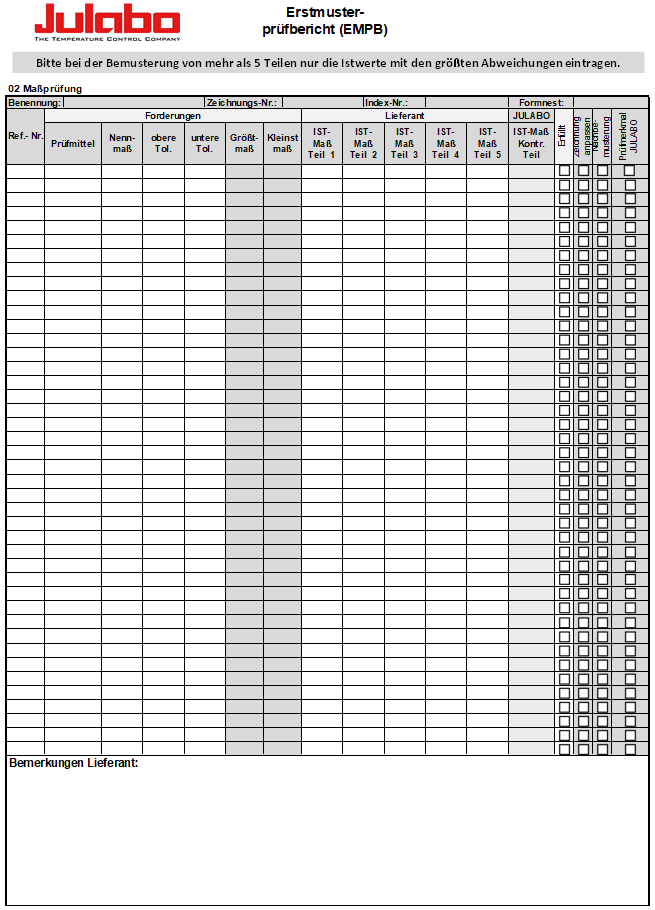 Julabo
THE TEMPERATURE CONTROL COMPANY
Erstmuster-
prüfbericht (EMPB)
Bitte bei der Bemusterung von mehr als 5 Teilen nur die Istwerte mit den größten Abweichungen eintragen.
02 Maßprüfung
Benennung: Zeichnungs-Nr.: Index-Nr.: Formnest:
Forderungen Lieferant JULABO
Ref.- Nr. Prüfmittel Nenn-maß obere Tol. untere Tol. Größt-maß Kleinst maß IST-Maß Teil 1 IST-Maß Teil 2 IST-Maß Teil 3 IST-Maß Teil 4 IST-Maß Teil 5 IST-Maß Kontr. Teil Erfüllt Zeichnung anpassen Nachbe-musterung Prüfmerkmal JULABO
Bemerkungen Lieferant: